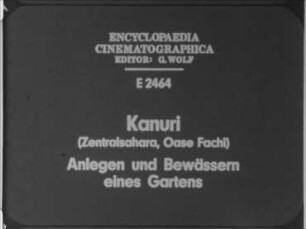 ENCYCLOPAEDIA
CINEMATOGRAPHICA
EDITOR: G. WOLF
E 2464
Kanuri
(Zentralsahara, Oase Fachi)
Anlegen und Bewässern
eines Gartens